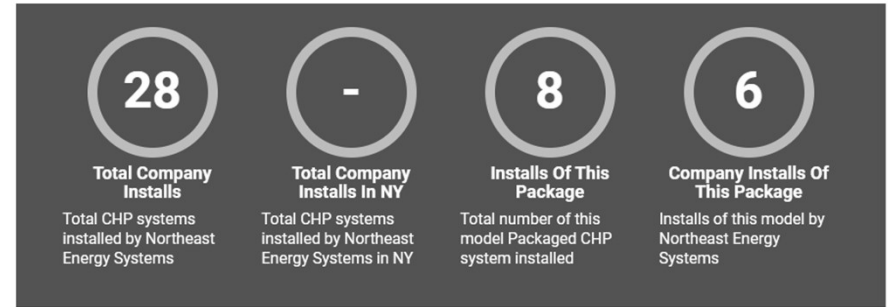 28
Total Company
Installs
Total CHP systems
installed by Northeast
Energy Systems
-
Total Company
Installs In NY
Total CHP systems
installed by Northeast
Energy Systems in NY
8
Installs Of This
Package
Total number of this
model Packaged CHP
system installed
6
Company Installs Of
This Package
Installs of this model by
Northeast Energy
Systems